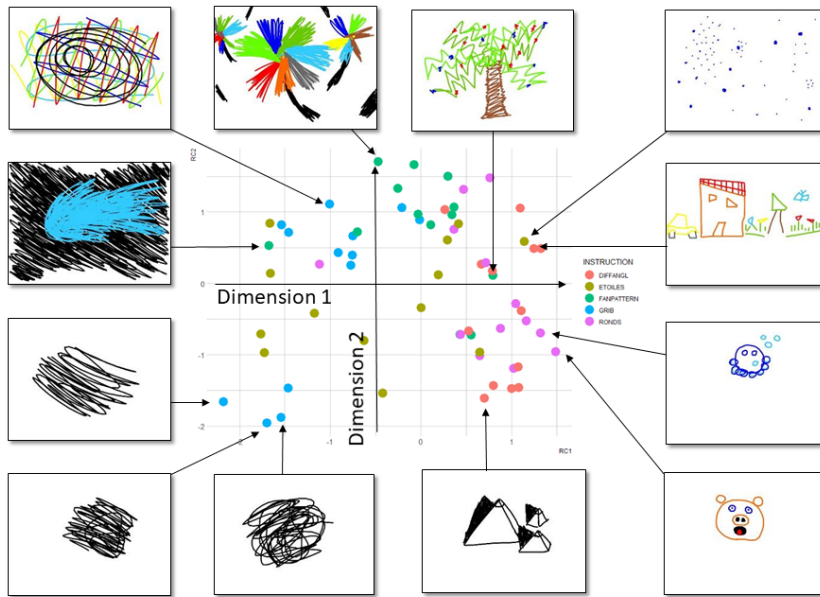 RC2
1
0
-1
-2
-2
-1
0
1
RC1
Dimension 1
Dimension 2
INSTRUCTION
DIFFANGL
ETOILES
FANPATTERN
GRIB
RONDS